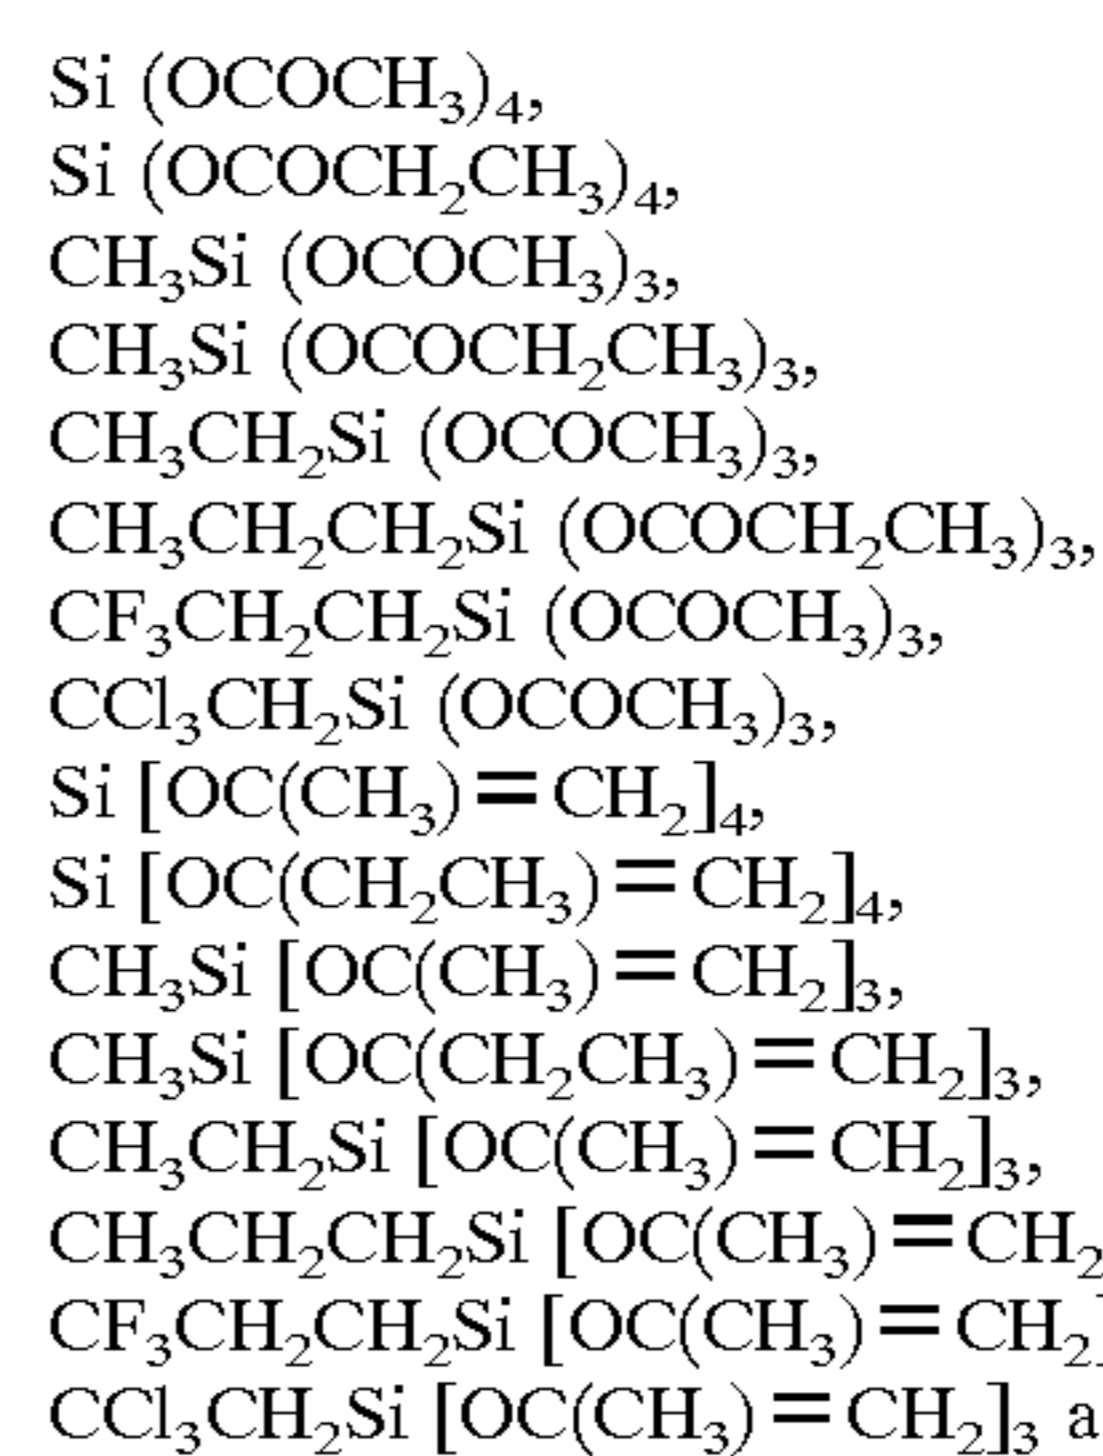 Si (OCOCH₃)₄,
Si (OCOCH₂CH₃)₄,
CH₃Si (OCOCH₃)₃,
CH₃Si (OCOCH₂CH₃)₃,
CH₃CH₂Si (OCOCH₃)₃,
CH₃CH₂CH₂Si (OCOCH₂CH₃)₃,
CF₃CH₂CH₂Si (OCOCH₃)₃,
CCl₃CH₂Si (OCOCH₃)₃,
Si [OC(CH₃)=CH₂]₄,
Si [OC(CH₂CH₃)=CH₂]₄,
CH₃Si [OC(CH₃)=CH₂]₃,
CH₃Si [OC(CH₂CH₃)=CH₂]₃,
CH₃CH₂Si [OC(CH₃)=CH₂]₃,
CH₃CH₂CH₂Si [OC(CH₃)=CH₂
CF₃CH₂CH₂Si [OC(CH₃)=CH₂]
CCl₃CH₂Si [OC(CH₃)=CH₂]₃ a